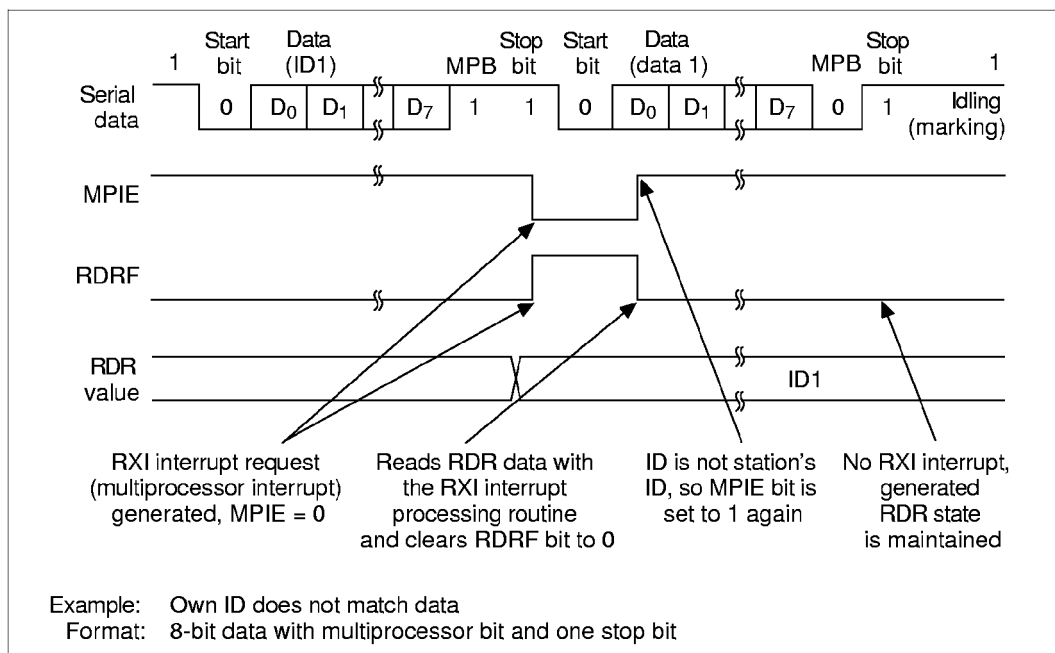 Start bit Data (ID1) Stop bit Start bit Data (data 1) Stop bit
1 MPB MPB 1
Serial data 0 D0 D1 D7 1 1 0 D0 D1 D7 0 1 Idling (marking)
MPIE
RDRF
RDR value ID1
RXI interrupt request
(multiprocessor interrupt)
generated, MPIE = 0
Reads RDR data with
the RXI interrupt
processing routine
and clears RDRF bit to 0
ID is not station's
ID, so MPIE bit is
set to 1 again
No RXI interrupt,
generated
RDR state
is maintained
Example: Own ID does not match data
Format: 8-bit data with multiprocessor bit and one stop bit